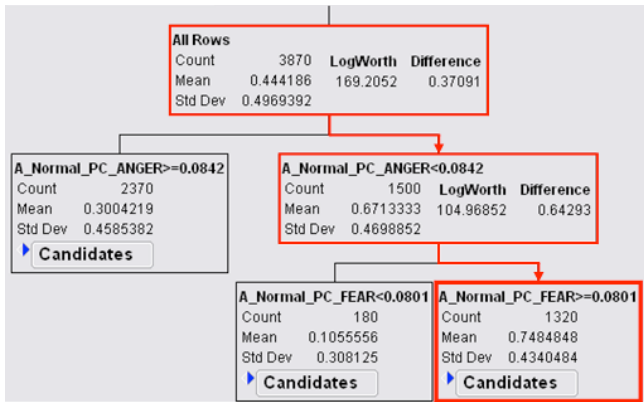 All Rows
Count 3870 LogWorth Difference
Mean 0.444186 169.2052 0.37091
Std Dev 0.4969392
A_Normal_PC_ANGER>=0.0842
Count 2370
Mean 0.3004219
Std Dev 0.4585382
Candidates
A_Normal_PC_ANGER<0.0842
Count 1500 LogWorth Difference
Mean 0.6713333 104.96852 0.64293
Std Dev 0.4698852
A_Normal_PC_FEAR<0.0801
Count 180
Mean 0.1055556
Std Dev 0.308125
Candidates
A_Normal_PC_FEAR>=0.0801
Count 1320
Mean 0.7484848
Std Dev 0.4340484
Candidates